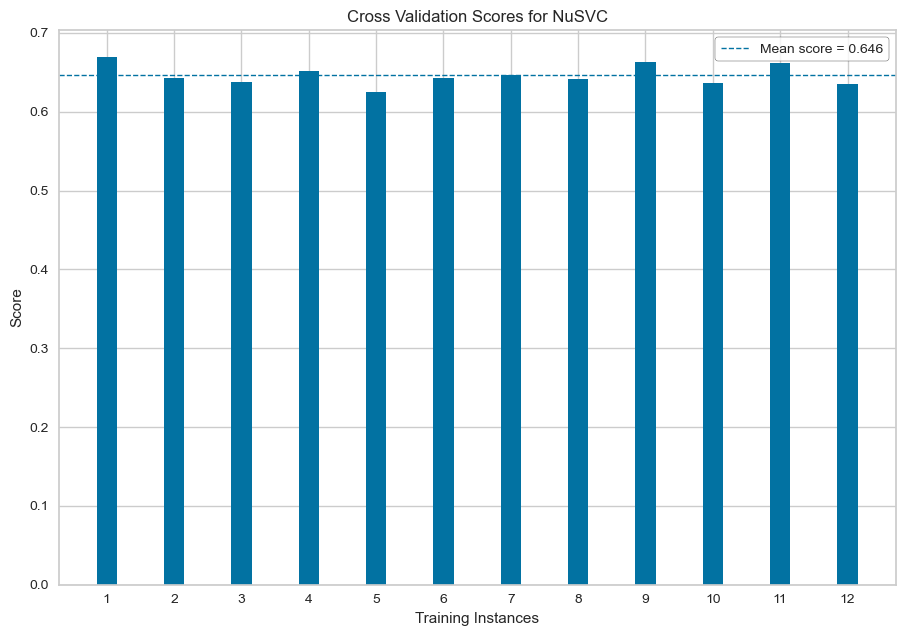 Cross Validation Scores for NuSVC
Mean score = 0.646
0.7
0.6
0.5
0.4
0.3
0.2
0.1
0.0
Score
1 2 3 4 5 6 7 8 9 10 11 12
Training Instances